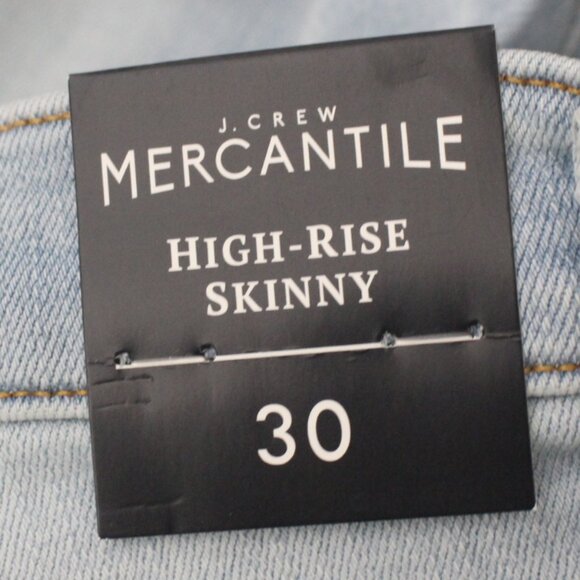 J.CREW
MERCANTILE
HIGH-RISE
SKINNY
30